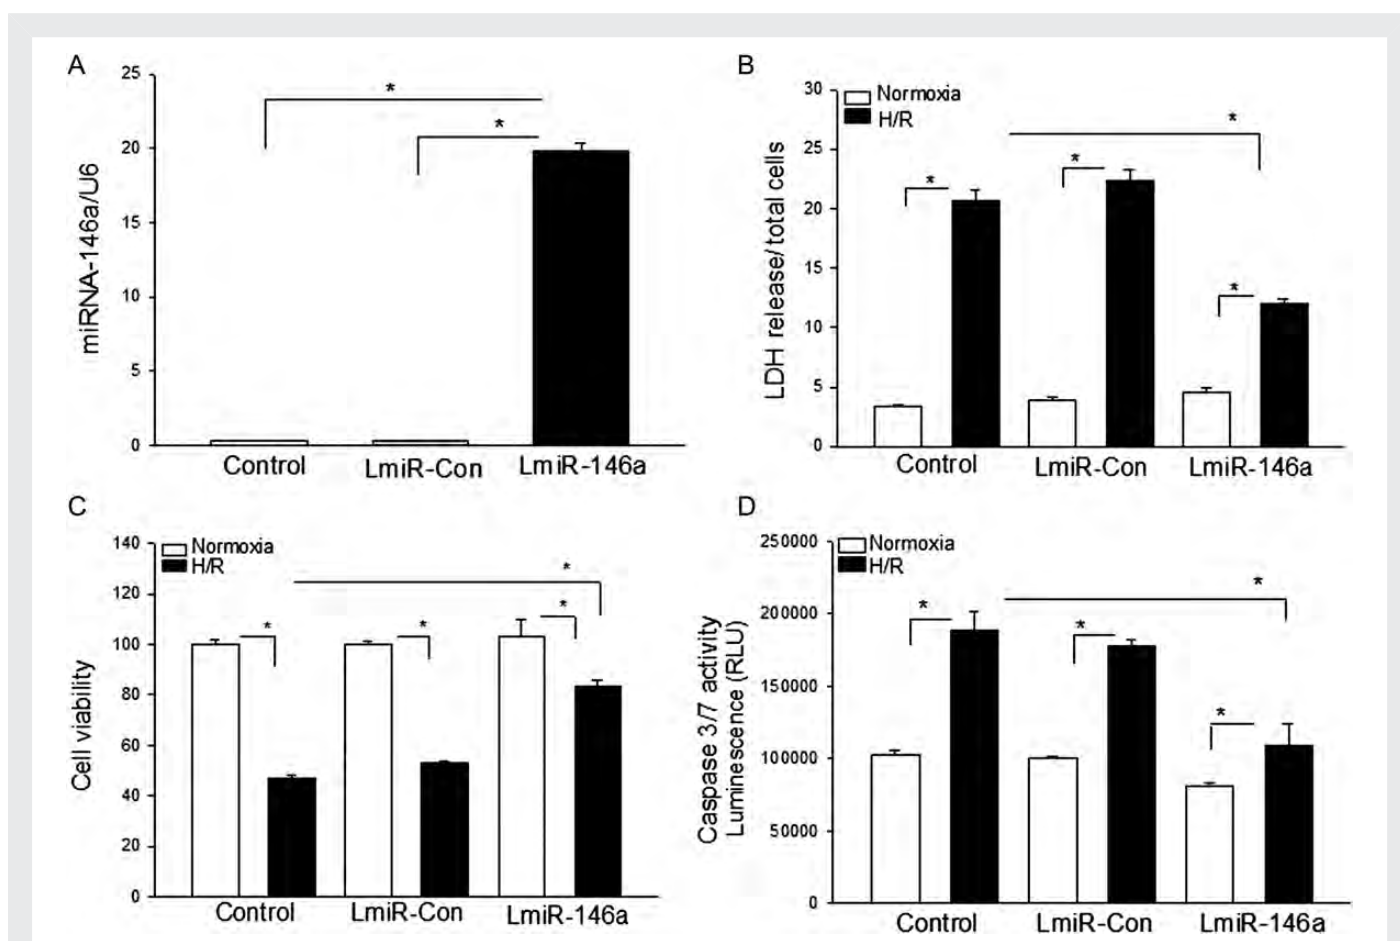 A
25
20
15
10
5
0
miRNA-146a/U6
*
*
Control
LmiR-Con
LmiR-146a
B
30
25
20
15
10
5
0
LDH release/total cells
Normoxia
H/R
*
*
*
*
Control
LmiR-Con
LmiR-146a
C
140
120
100
80
60
40
20
0
Cell viability
Normoxia
H/R
*
*
*
*
Control
LmiR-Con
LmiR-146a
D
250000
200000
150000
100000
50000
0
Caspase 3/7 activity
Luminescence (RLU)
Normoxia
H/R
*
*
*
*
Control
LmiR-Con
LmiR-146a